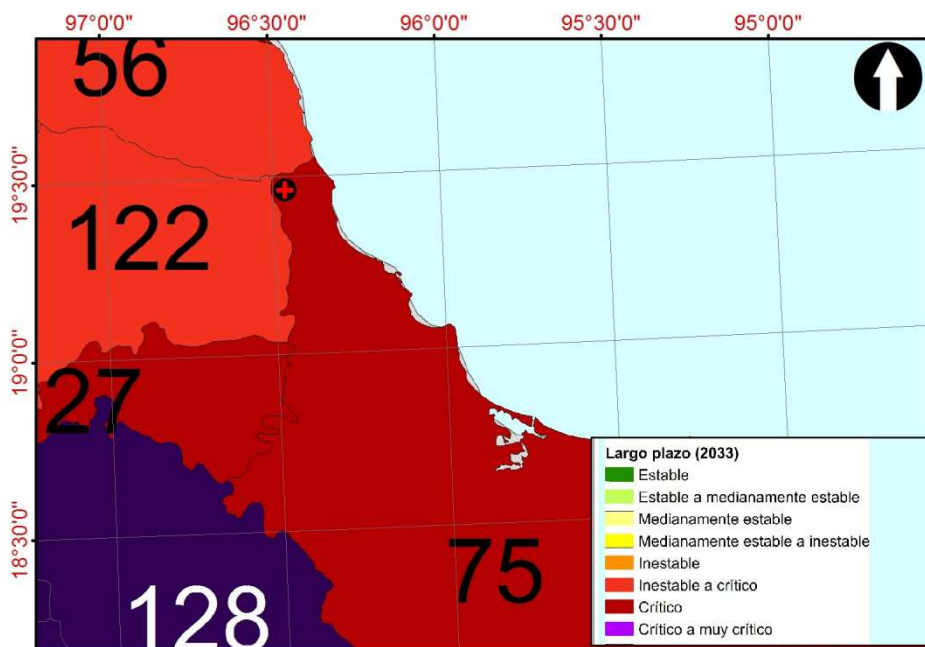 97°0'0" 96°30'0" 96°0'0" 95°30'0" 95°0'0"
56
19°30'0"
122
19°0'0"
27
18°30'0"
75
128
Largo plazo (2033)
Estable
Estable a medianamente estable
Medianamente estable
Medianamente estable a inestable
Inestable
Inestable a crítico
Crítico
Crítico a muy crítico